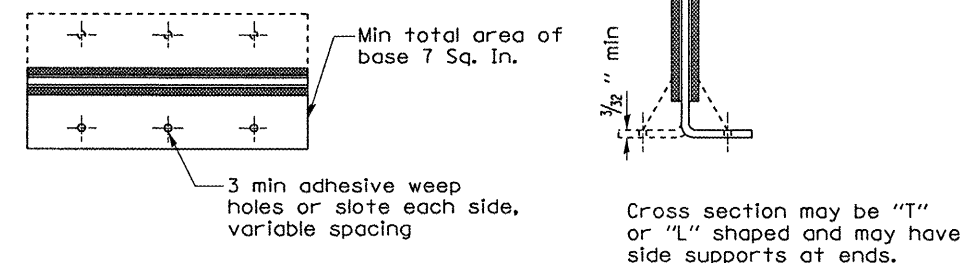 Min total area of
base 7 Sq. In.
3 min adhesive weep
holes or slote each side,
variable spacing
3/32 " min
Cross section may be "T"
or "L" shaped and may have
side supports at ends.